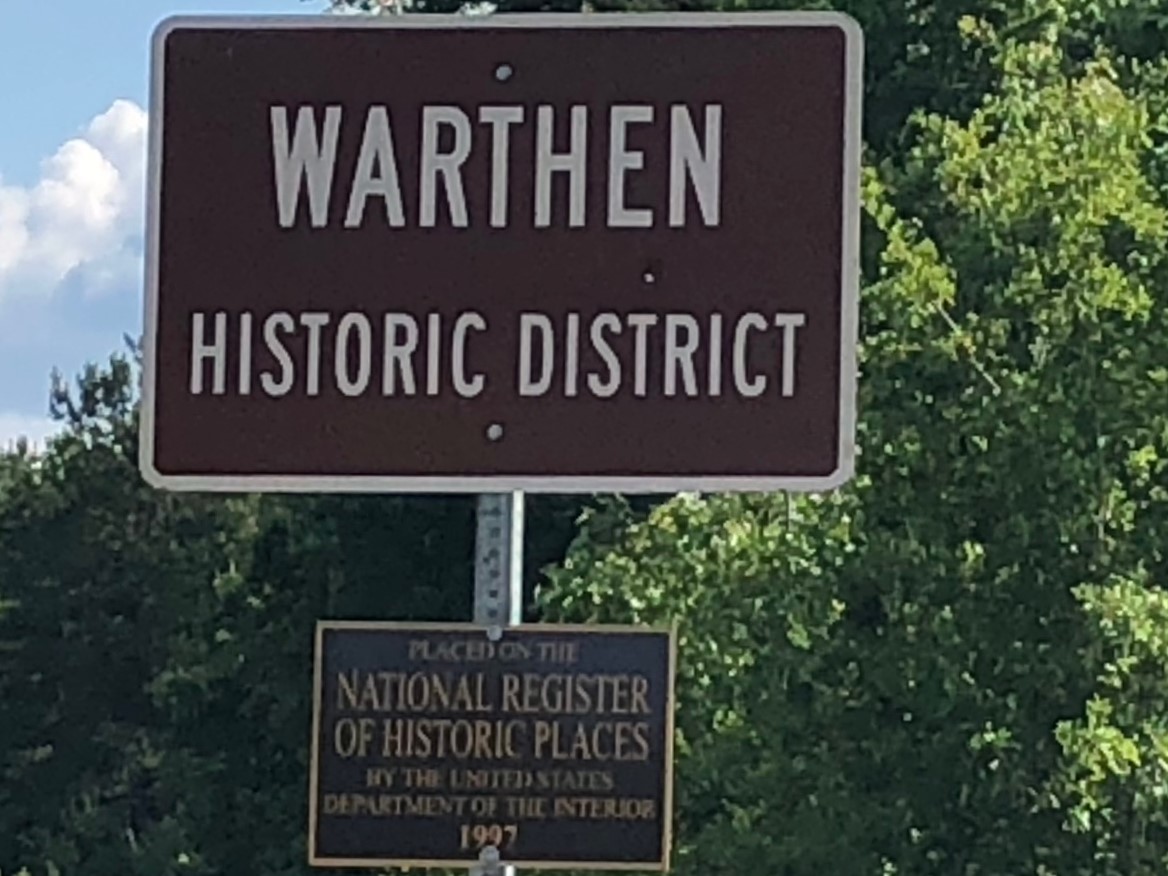 WARTHEN
HISTORIC DISTRICT
PLACED ON THE
NATIONAL REGISTER
OF HISTORIC PLACES
BY THE UNITED STATES
DEPARTMENT OF THE INTERIOR
1997